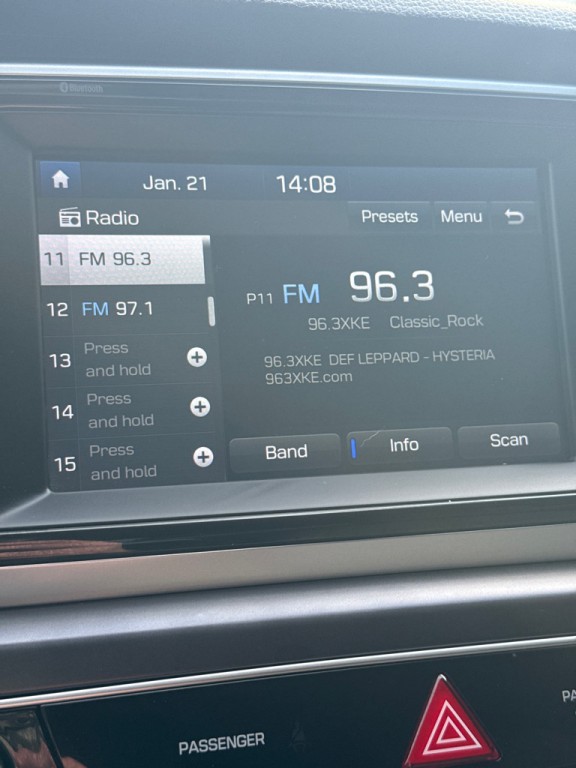 Bluetooth
Jan. 21 14:08
Radio Presets Menu
11 FM 96.3
12 FM 97.1
13 Press and hold
14 Press and hold
15 Press and hold
P11 FM 96.3
96.3XKE Classic_Rock
96.3XKE DEF LEPPARD - HYSTERIA
963XKE.com
Band Info Scan
PASSENGER